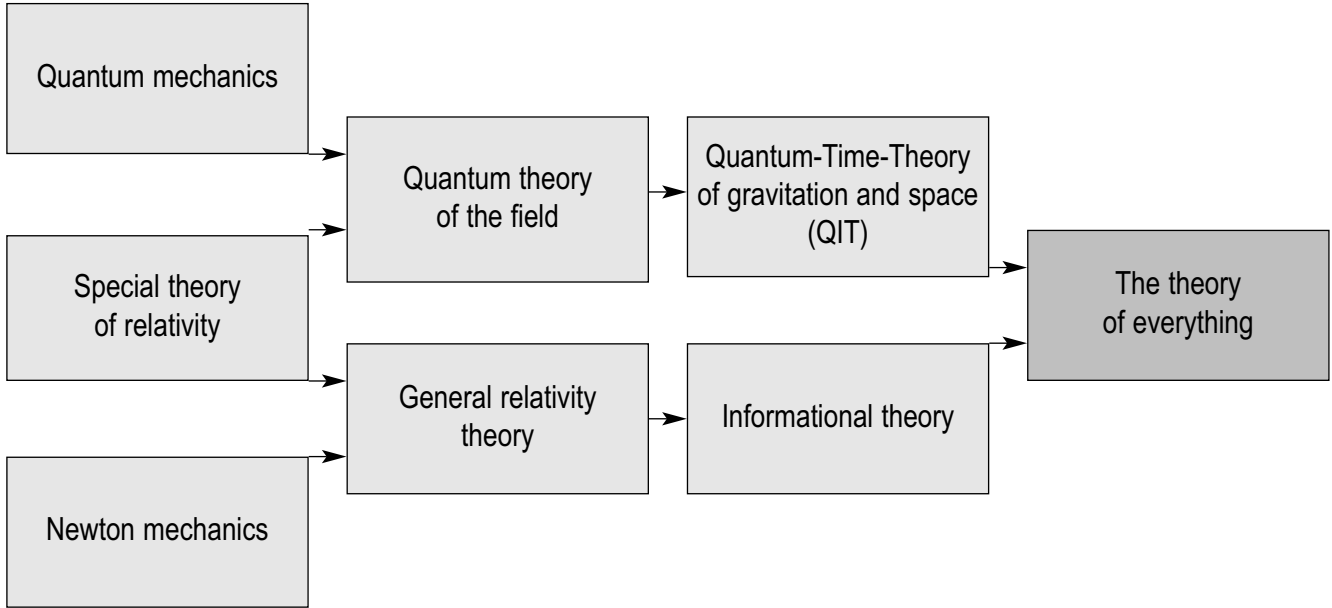 Quantum mechanics
Special theory
of relativity
Newton mechanics
Quantum theory
of the field
General relativity
theory
Quantum-Time-Theory
of gravitation and space
(QIT)
Informational theory
The theory
of everything